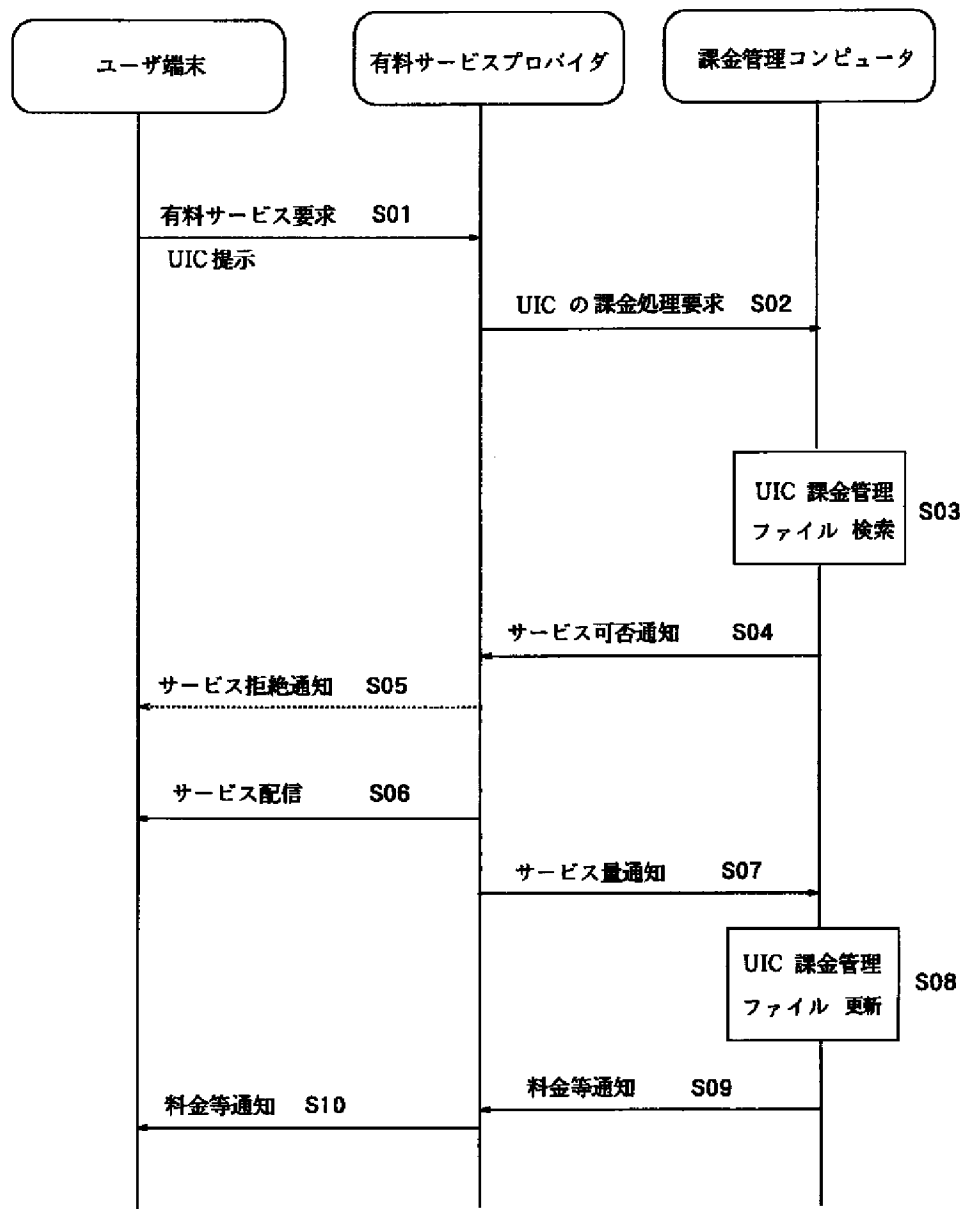 ユーザ端末
有料サービスプロバイダ
課金管理コンピュータ
有料サービス要求 S01
UIC 提示
UIC の 課金処理要求 S02
UIC 課金管理
ファイル 検索
S03
サービス可否通知 S04
サービス拒絶通知 S05
サービス配信 S06
サービス量通知 S07
UIC 課金管理
ファイル 更新
S08
料金等通知 S09
料金等通知 S10